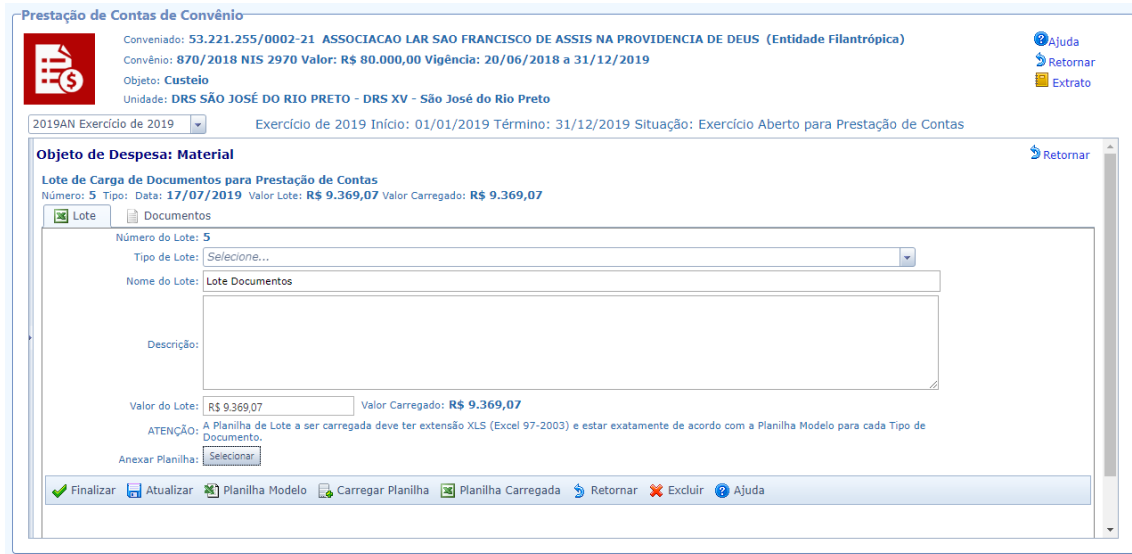 Prestação de Contas de Convênio
Conveniado: 53.221.255/0002-21 ASSOCIACAO LAR SAO FRANCISCO DE ASSIS NA PROVIDENCIA DE DEUS (Entidade Filantrópica)
Ajuda
Convênio: 870/2018 NIS 2970 Valor: R$ 80.000,00 Vigência: 20/06/2018 a 31/12/2019
Retornar
Objeto: Custeio
Extrato
Unidade: DRS SÃO JOSÉ DO RIO PRETO - DRS XV - São José do Rio Preto
2019AN Exercício de 2019
Exercício de 2019 Início: 01/01/2019 Término: 31/12/2019 Situação: Exercício Aberto para Prestação de Contas
Objeto de Despesa: Material
Retornar
Lote de Carga de Documentos para Prestação de Contas
Número: 5 Tipo: Data: 17/07/2019 Valor Lote: R$ 9.369,07 Valor Carregado: R$ 9.369,07
Lote
Documentos
Número do Lote: 5
Tipo de Lote: Selecione...
Nome do Lote: Lote Documentos
Descrição:
Valor do Lote: R$ 9.369,07 Valor Carregado: R$ 9.369,07
ATENÇÃO: A Planilha de Lote a ser carregada deve ter extensão XLS (Excel 97-2003) e estar exatamente de acordo com a Planilha Modelo para cada Tipo de
Documento.
Anexar Planilha: Selecionar
Finalizar Atualizar Planilha Modelo Carregar Planilha Planilha Carregada Retornar Excluir Ajuda